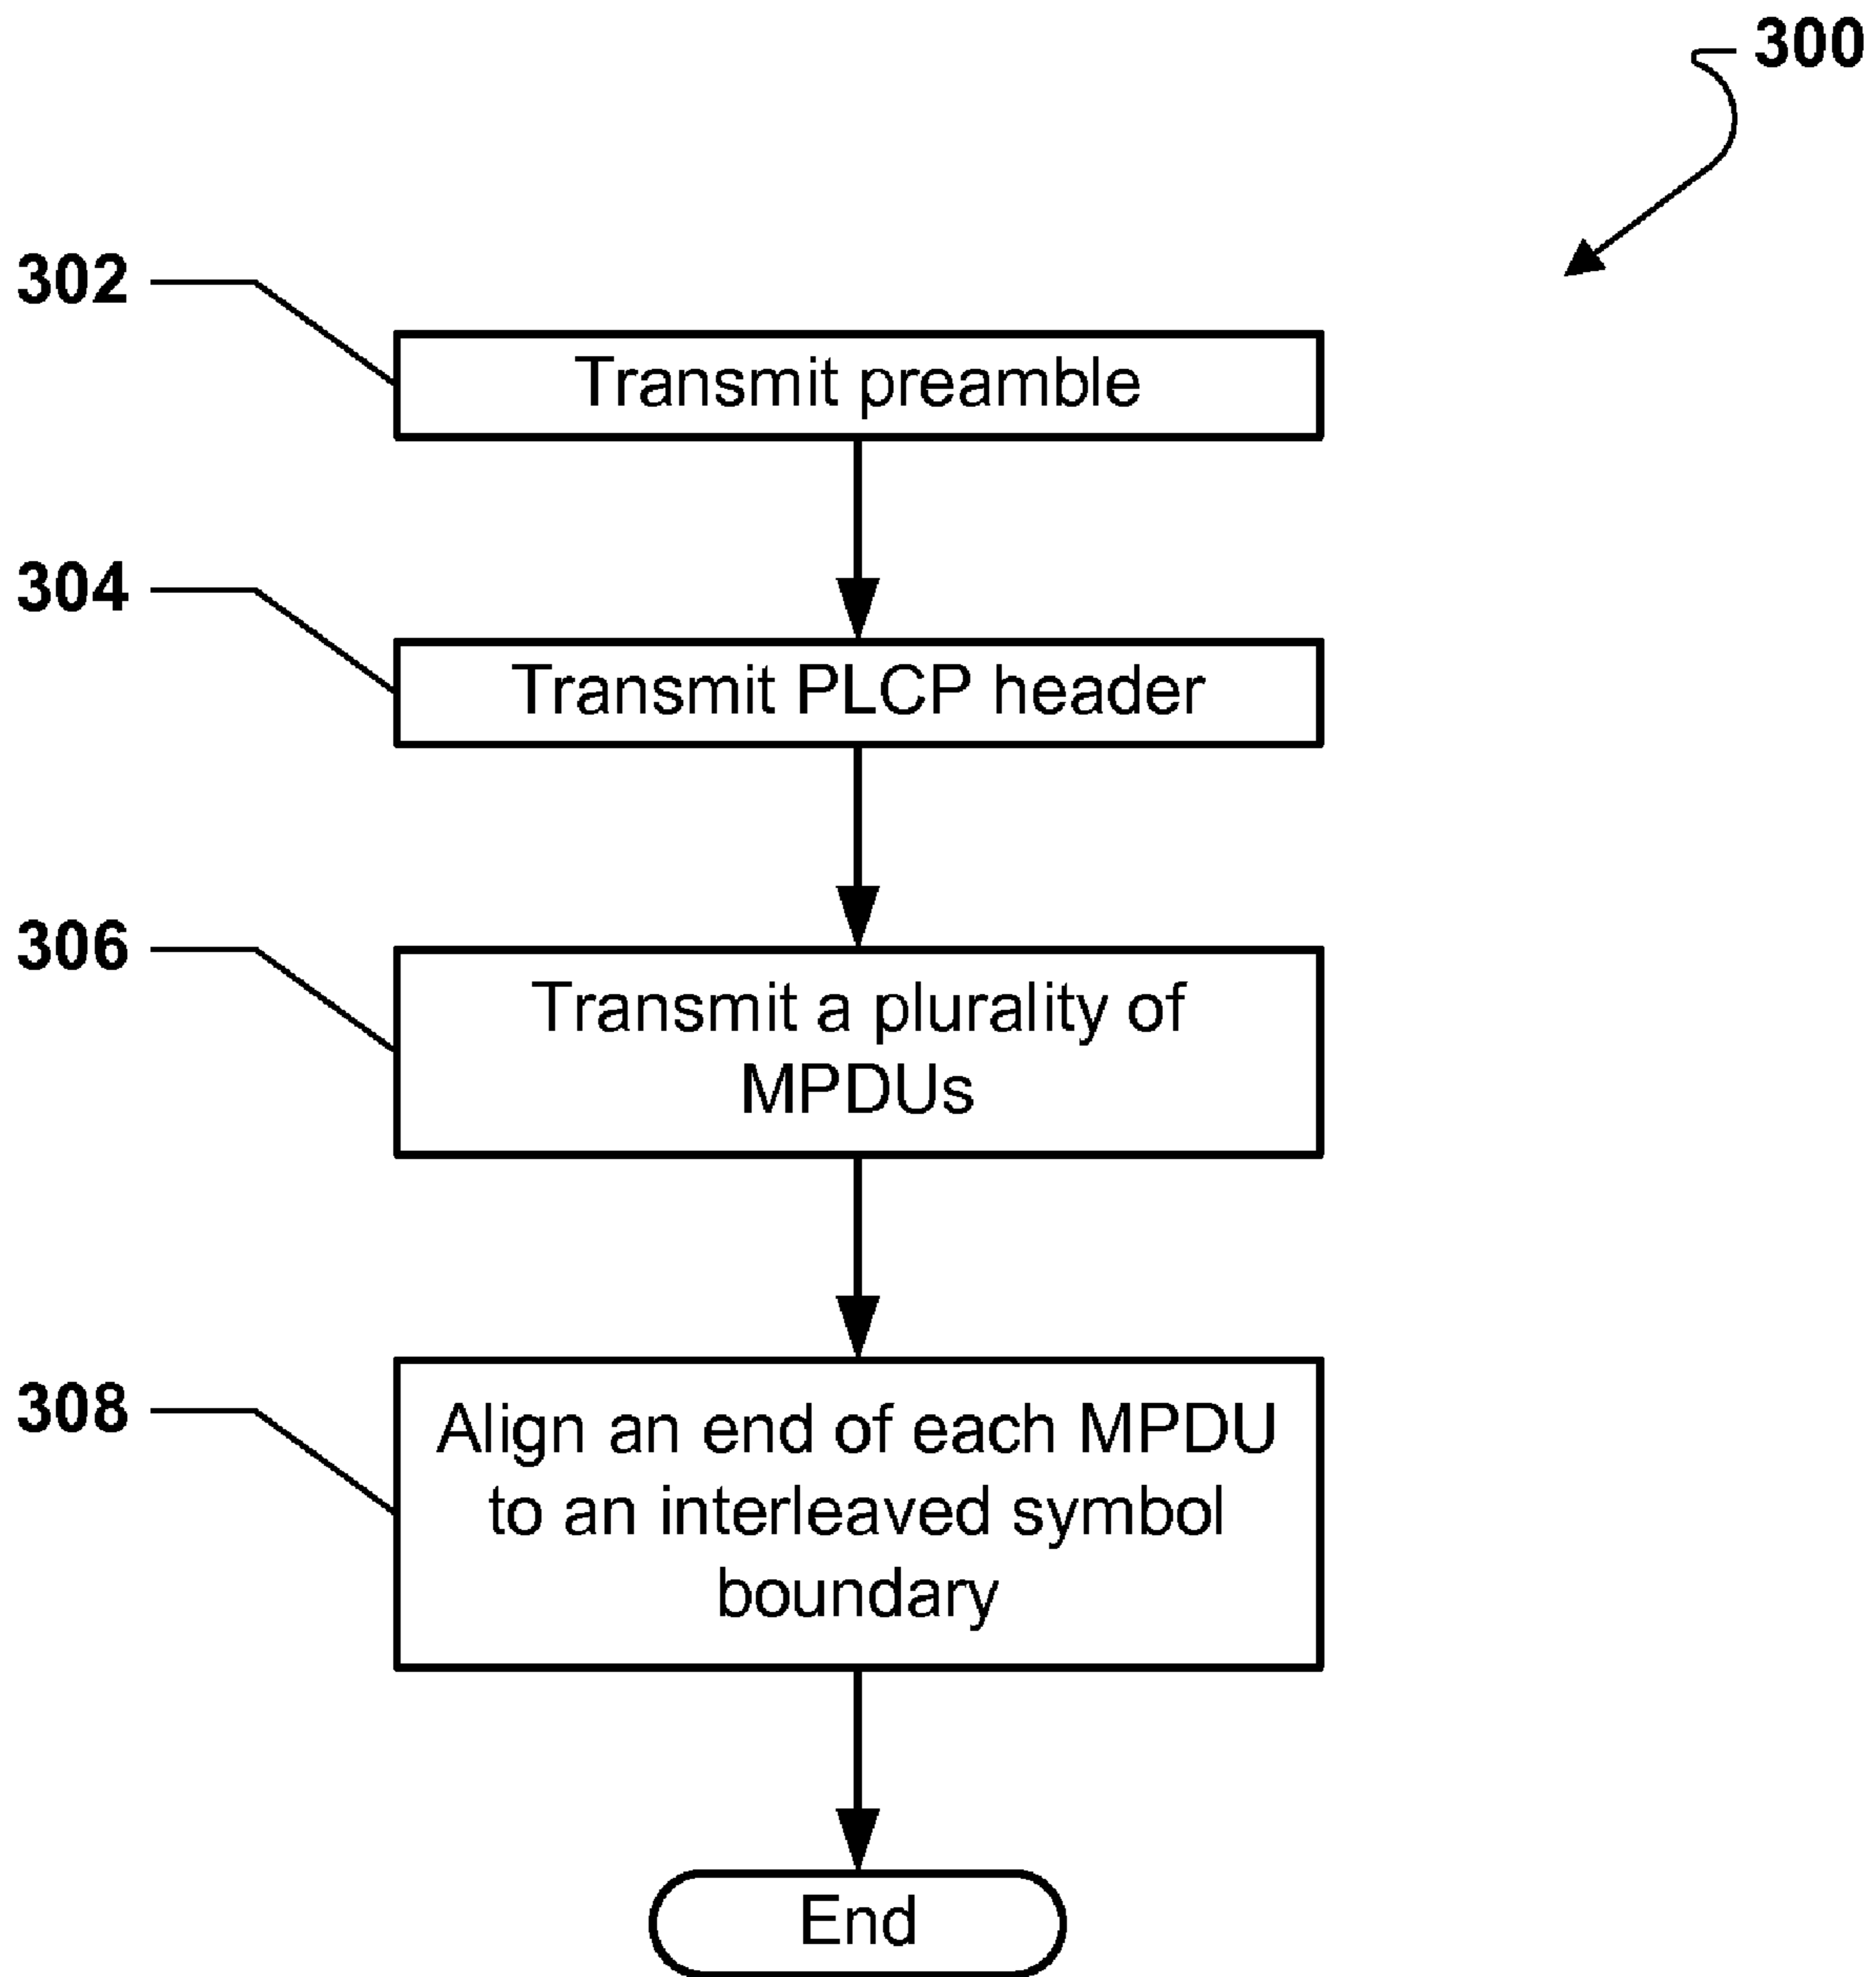 300
302
Transmit preamble
304
Transmit PLCP header
306
Transmit a plurality of
MPDUs
308
Align an end of each MPDU
to an interleaved symbol
boundary
End